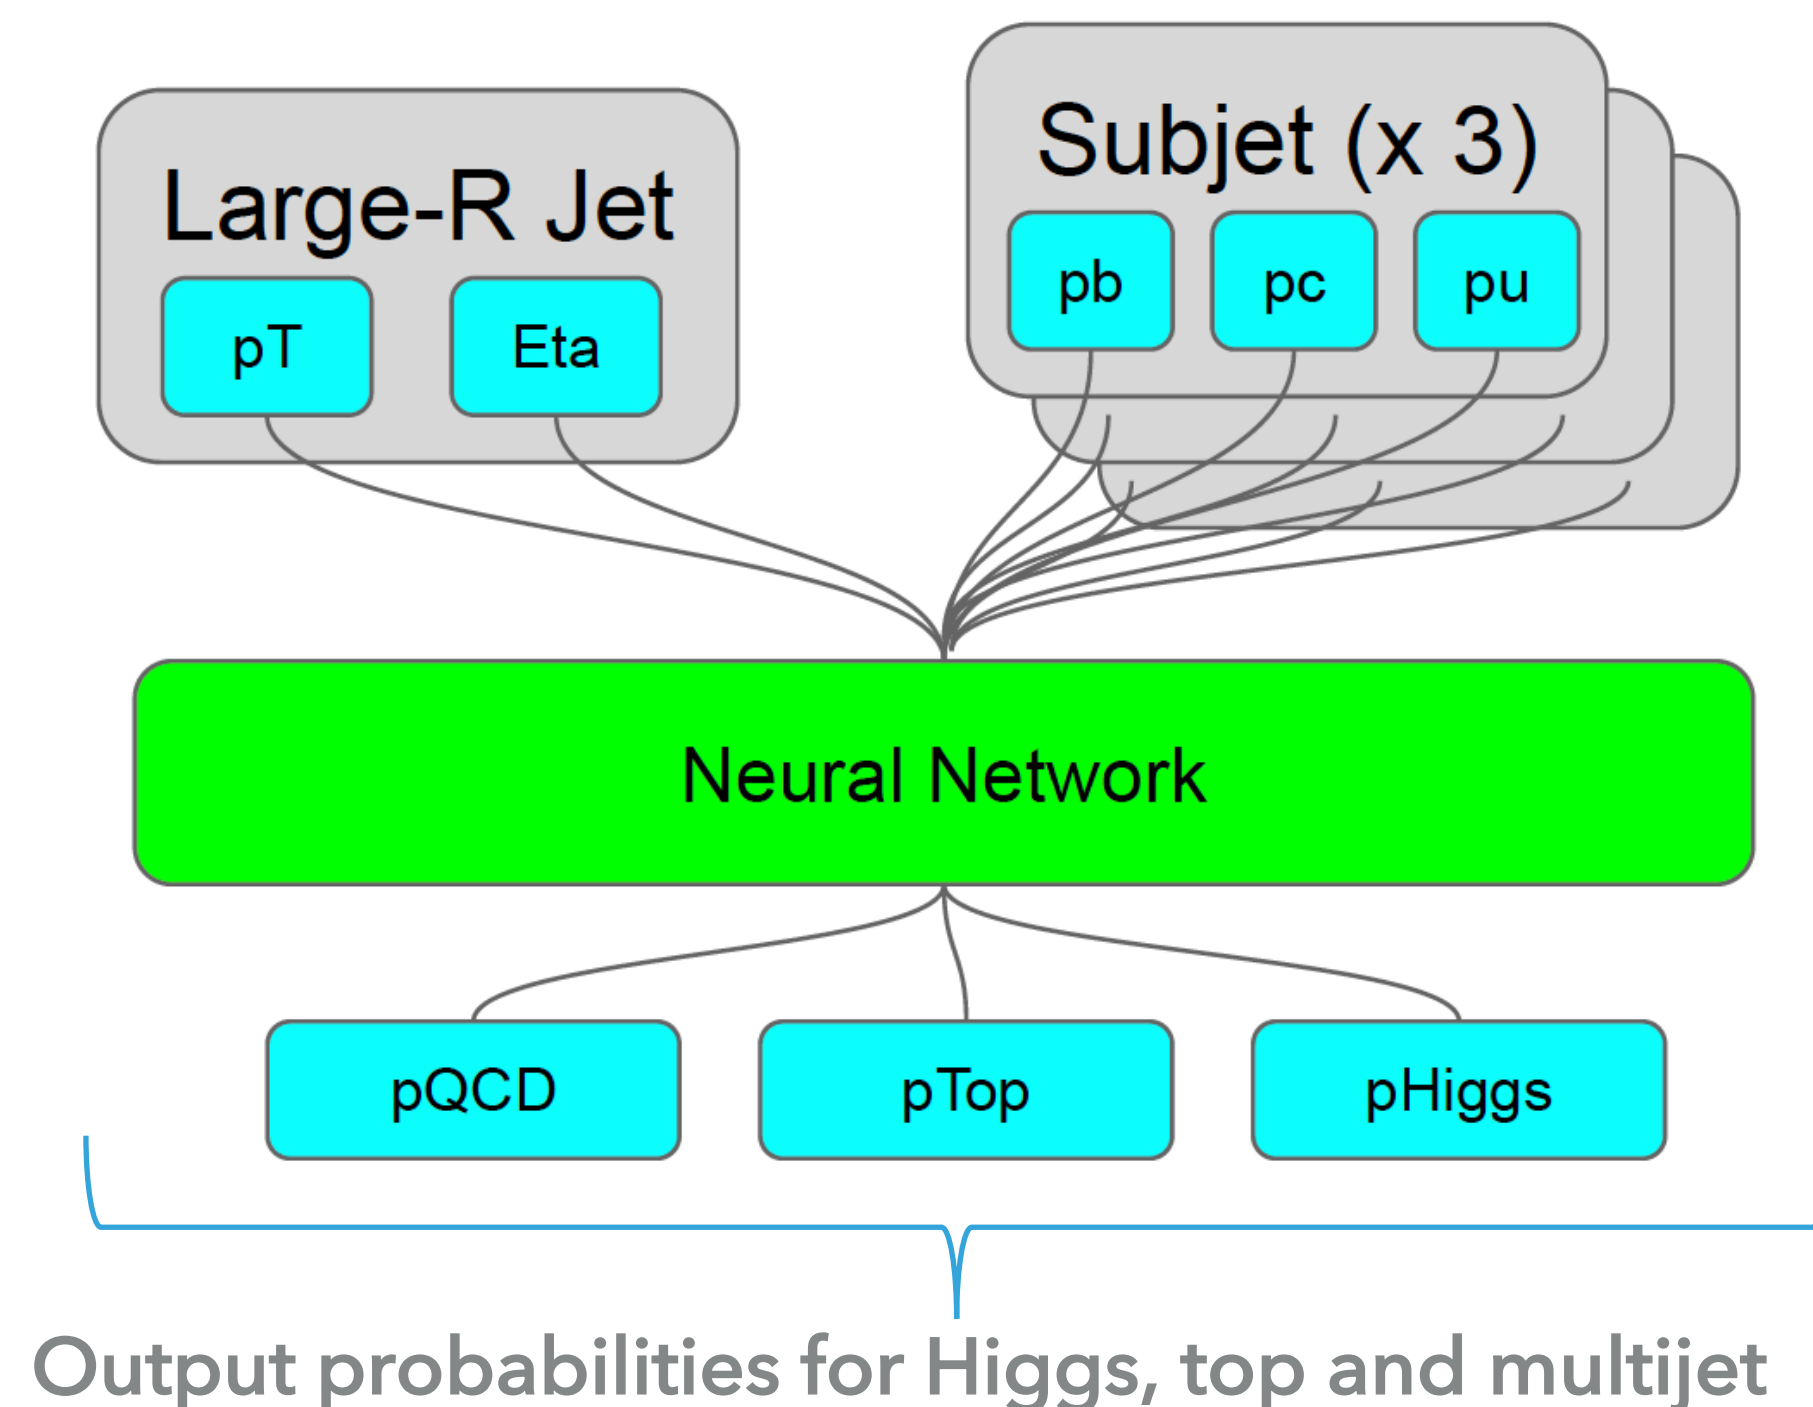 Large-R Jet
pT Eta
Subjet (x 3)
pb pc pu
Neural Network
pQCD pTop pHiggs
Output probabilities for Higgs, top and multijet